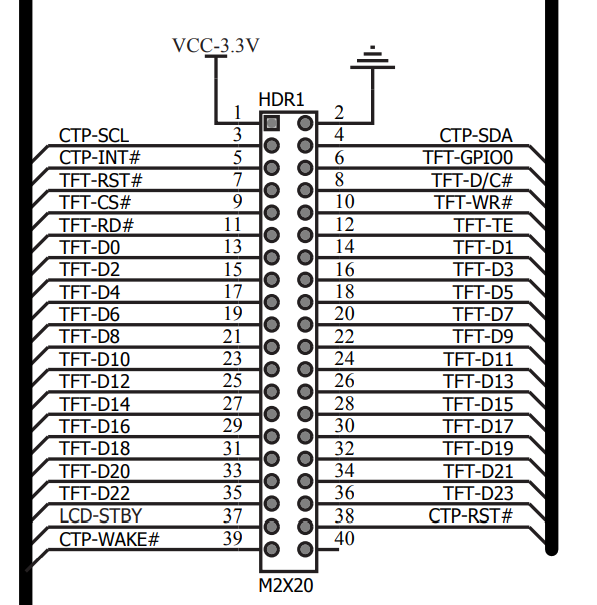 VCC-3.3V
HDR1
1 2
CTP-SCL 3 4 CTP-SDA
CTP-INT# 5 6 TFT-GPIO0
TFT-RST# 7 8 TFT-D/C#
TFT-CS# 9 10 TFT-WR#
TFT-RD# 11 12 TFT-TE
TFT-D0 13 14 TFT-D1
TFT-D2 15 16 TFT-D3
TFT-D4 17 18 TFT-D5
TFT-D6 19 20 TFT-D7
TFT-D8 21 22 TFT-D9
TFT-D10 23 24 TFT-D11
TFT-D12 25 26 TFT-D13
TFT-D14 27 28 TFT-D15
TFT-D16 29 30 TFT-D17
TFT-D18 31 32 TFT-D19
TFT-D20 33 34 TFT-D21
TFT-D22 35 36 TFT-D23
LCD-STBY 37 38 CTP-RST#
CTP-WAKE# 39 40
M2X20